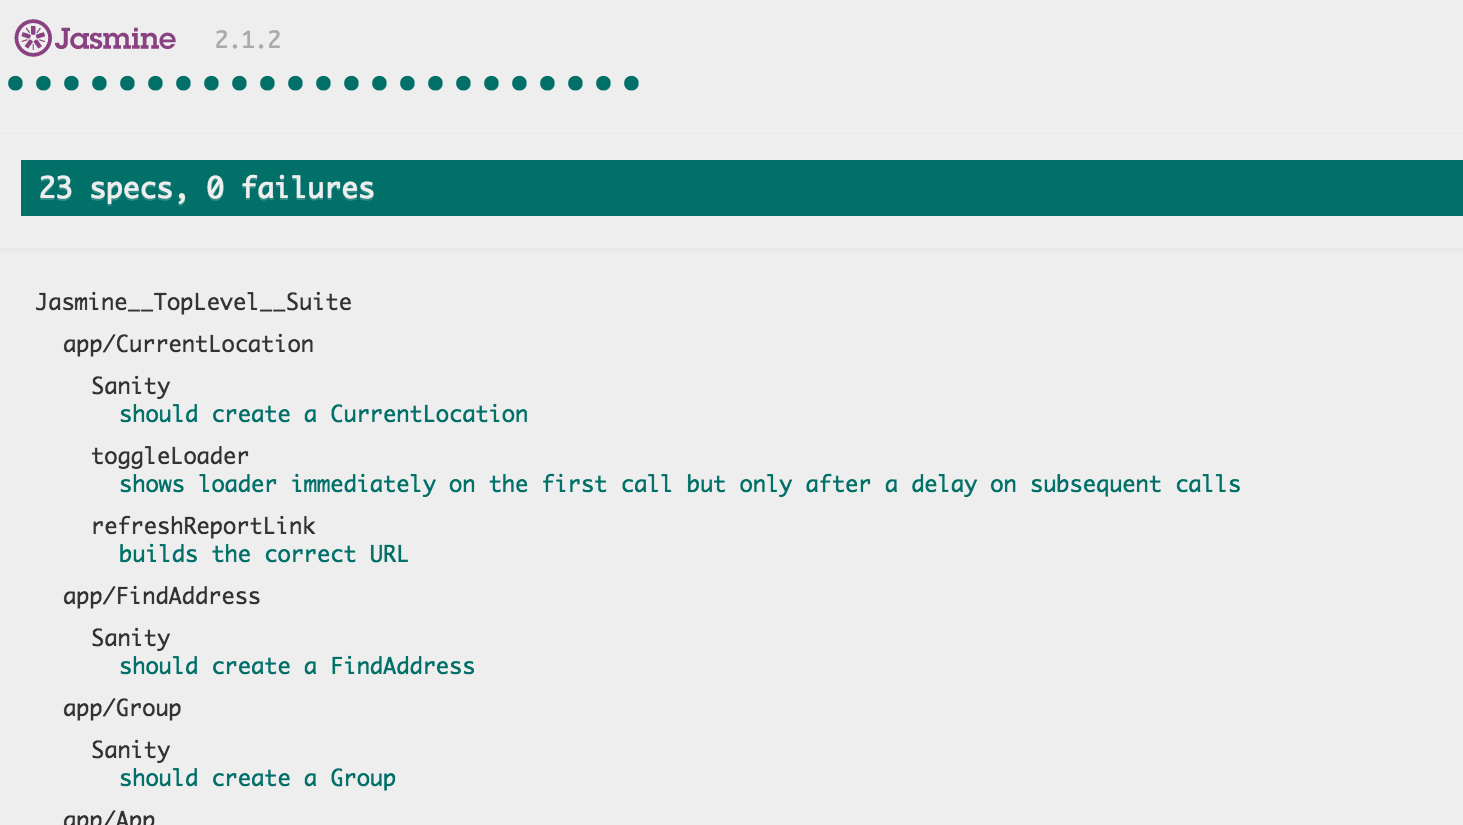 Jasmine 2.1.2
23 specs, 0 failures
Jasmine__TopLevel__Suite
app/CurrentLocation
Sanity
should create a CurrentLocation
toggleLoader
shows loader immediately on the first call but only after a delay on subsequent calls
refreshReportLink
builds the correct URL
app/FindAddress
Sanity
should create a FindAddress
app/Group
Sanity
should create a Group
app/App